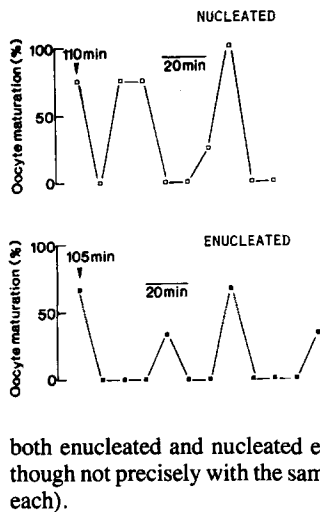 NUCLEATED
Oocyte maturation (%)
100
50
0
110min
20min
ENUCLEATED
Oocyte maturation (%)
100
50
0
105min
20min
both enucleated and nucleated e
though not precisely with the sam
each).